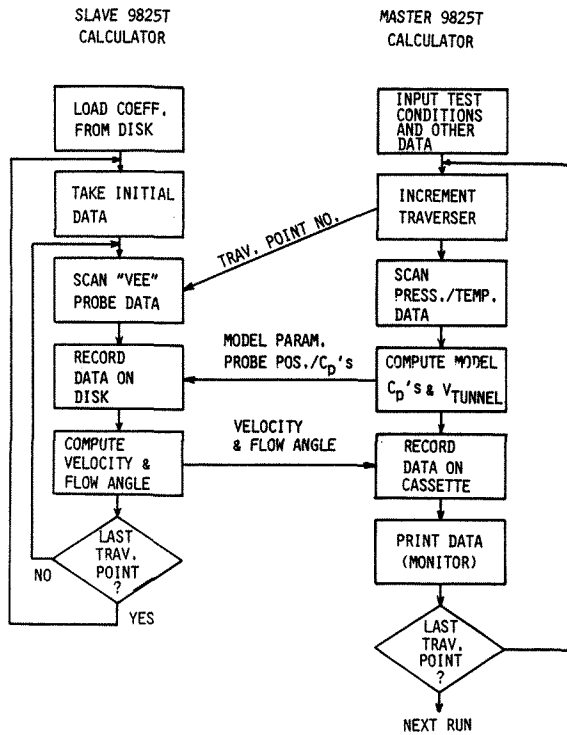 SLAVE 9825T
CALCULATOR
LOAD COEFF.
FROM DISK
TAKE INITIAL
DATA
SCAN "VEE"
PROBE DATA
RECORD
DATA ON
DISK
COMPUTE
VELOCITY &
FLOW ANGLE
LAST
TRAV.
POINT
?
NO
YES
TRAV. POINT NO.
MODEL PARAM.
PROBE POS./Cp's
VELOCITY
& FLOW ANGLE
MASTER 9825T
CALCULATOR
INPUT TEST
CONDITIONS
AND OTHER
DATA
INCREMENT
TRAVERSER
SCAN
PRESS./TEMP.
DATA
COMPUTE MODEL
Cp's & VTUNNEL
RECORD
DATA ON
CASSETTE
PRINT DATA
(MONITOR)
LAST
TRAV.
POINT
?
NEXT RUN